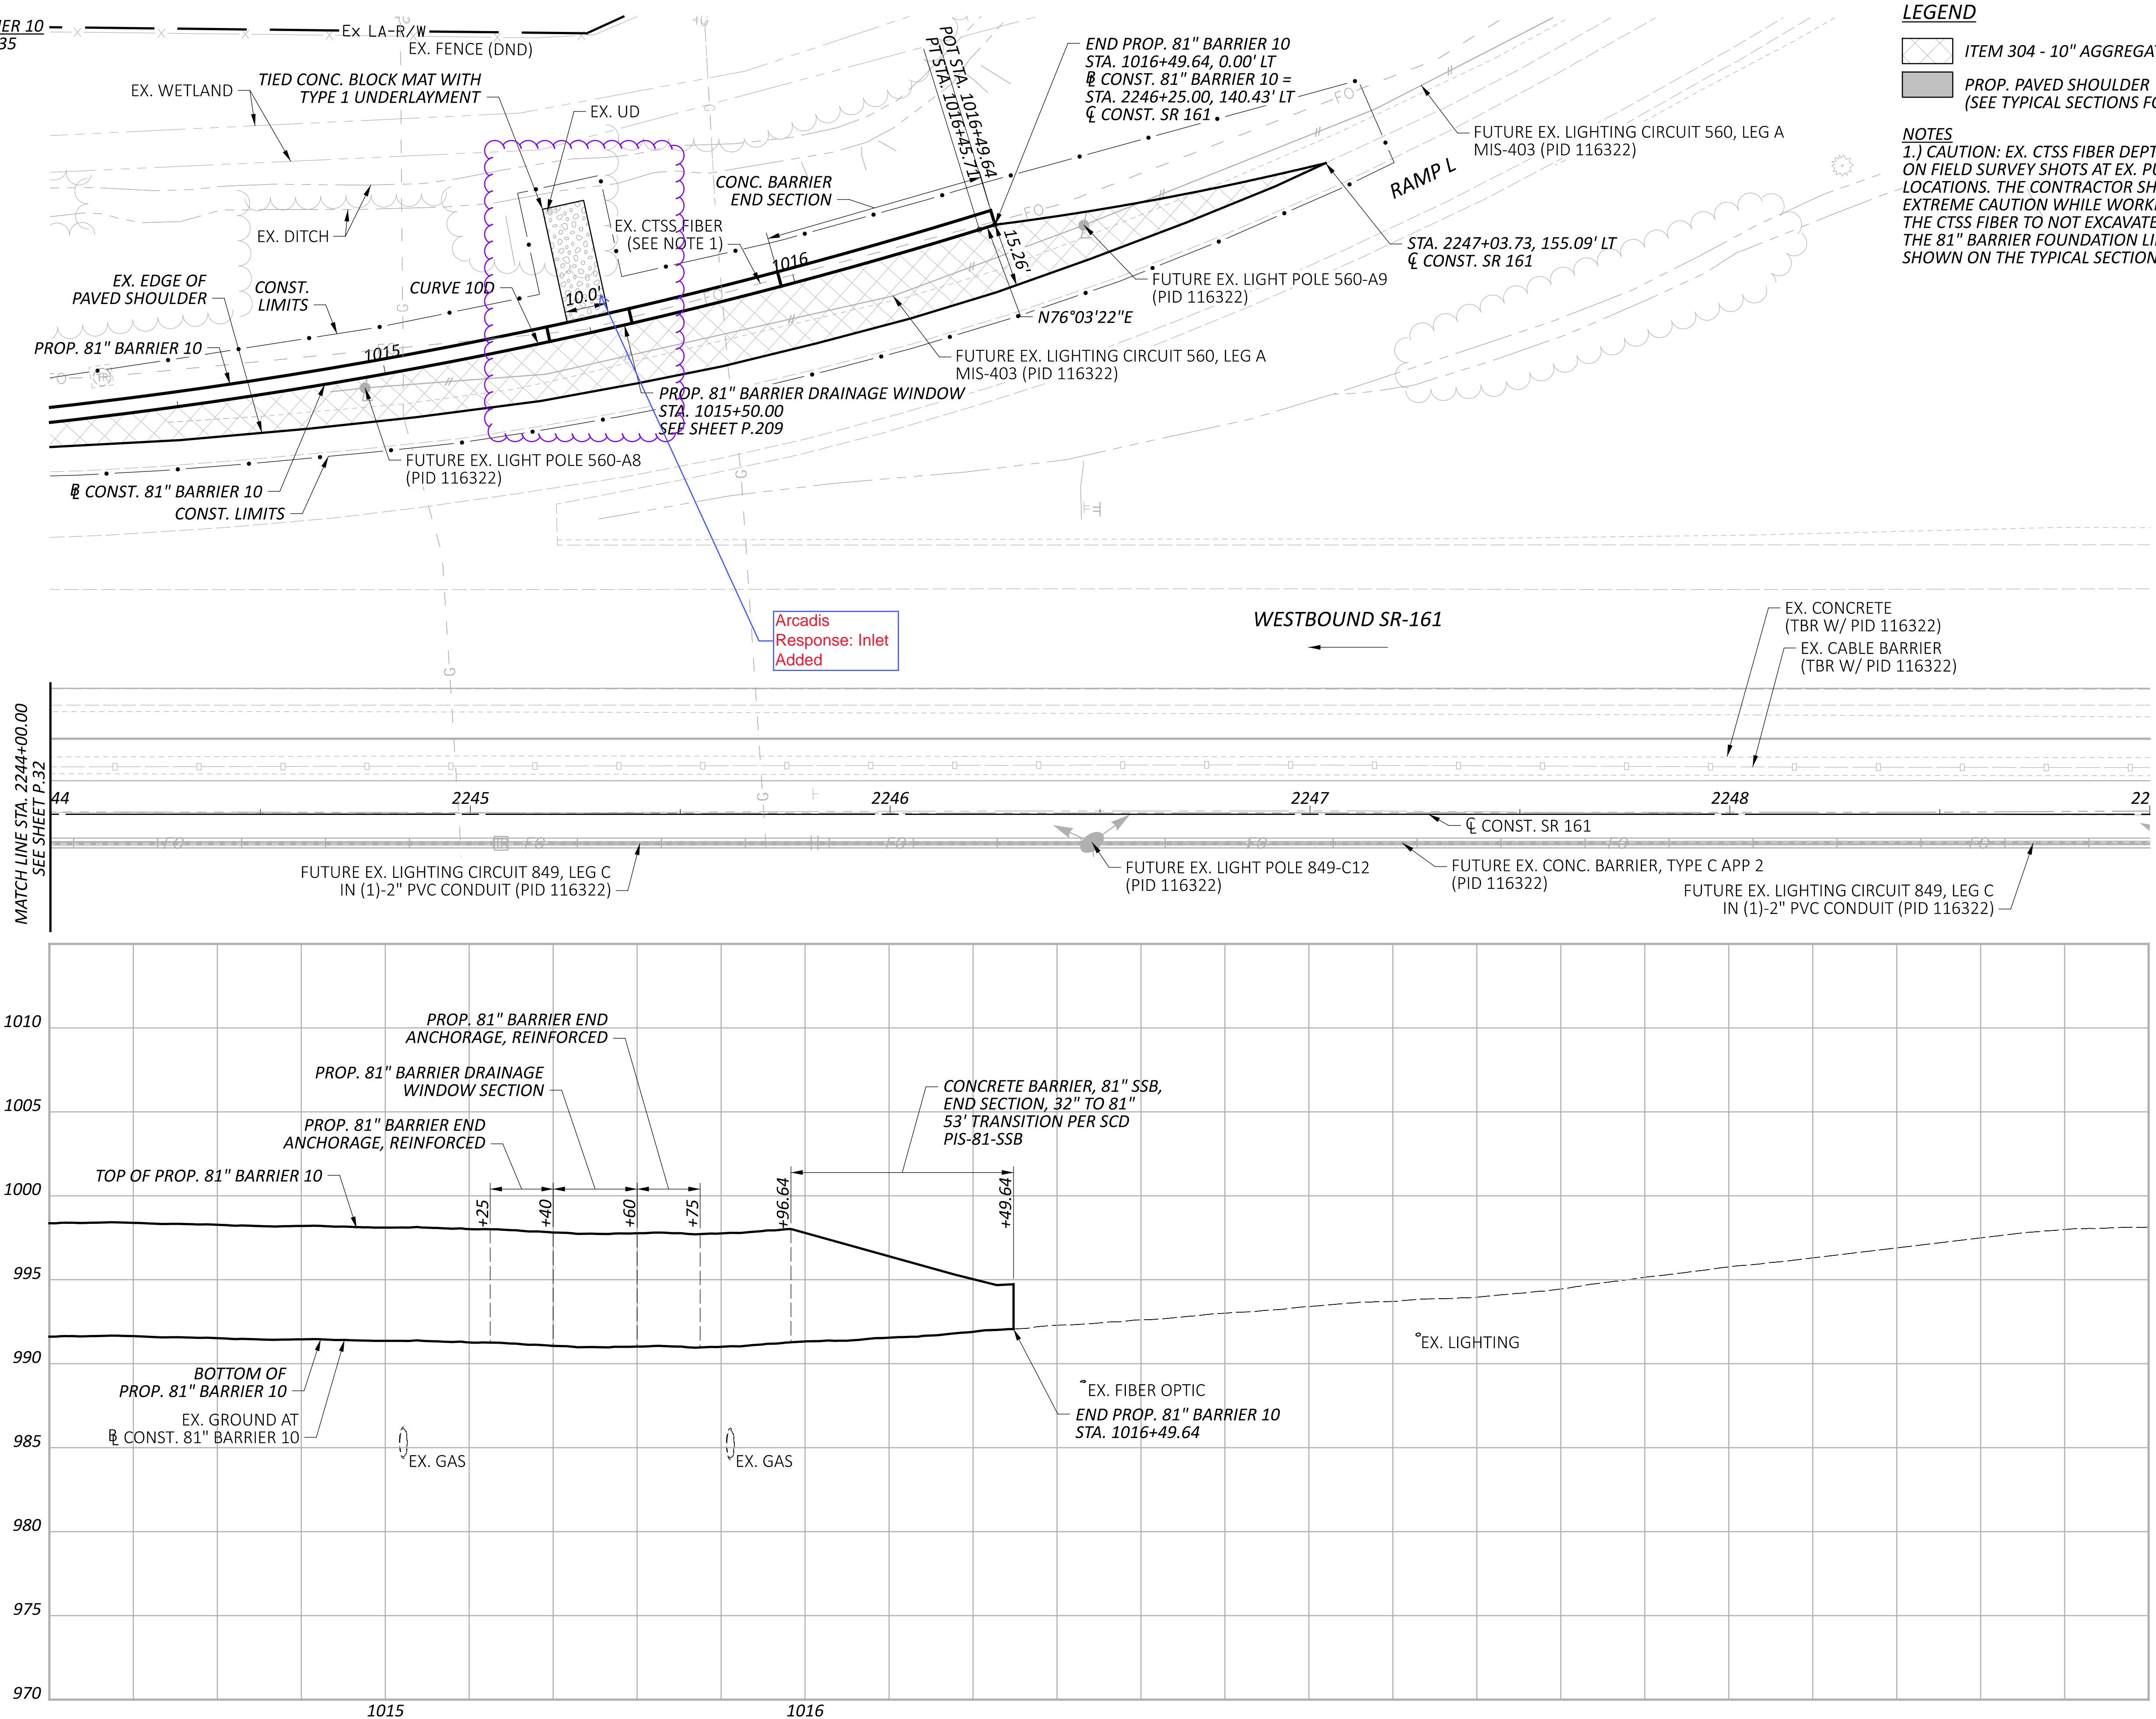 IER 10
35
Ex LA-R/W
EX. FENCE (DND)
EX. WETLAND
TIED CONC. BLOCK MAT WITH
TYPE 1 UNDERLAYMENT
EX. UD
POT STA. 1016+49.64
PT STA. 1016+45.71
END PROP. 81" BARRIER 10
STA. 1016+49.64, 0.00' LT
BL CONST. 81" BARRIER 10 =
STA. 2246+25.00, 140.43' LT
CL CONST. SR 161
FUTURE EX. LIGHTING CIRCUIT 560, LEG A
MIS-403 (PID 116322)
RAMP L
CONC. BARRIER
END SECTION
EX. CTSS FIBER
(SEE NOTE 1)
EX. DITCH
EX. EDGE OF
PAVED SHOULDER
CONST.
LIMITS
CURVE 10D
10.0'
1016
15.26'
STA. 2247+03.73, 155.09' LT
CL CONST. SR 161
FUTURE EX. LIGHT POLE 560-A9
(PID 116322)
N76°03'22"E
PROP. 81" BARRIER 10
1015
FUTURE EX. LIGHTING CIRCUIT 560, LEG A
MIS-403 (PID 116322)
PROP. 81" BARRIER DRAINAGE WINDOW
STA. 1015+50.00
SEE SHEET P.209
FUTURE EX. LIGHT POLE 560-A8
(PID 116322)
BL CONST. 81" BARRIER 10
CONST. LIMITS
LEGEND
ITEM 304 - 10" AGGREGA
PROP. PAVED SHOULDER
(SEE TYPICAL SECTIONS FO
NOTES
1.) CAUTION: EX. CTSS FIBER DEPT
ON FIELD SURVEY SHOTS AT EX. PU
LOCATIONS. THE CONTRACTOR SH
EXTREME CAUTION WHILE WORKI
THE CTSS FIBER TO NOT EXCAVATE
THE 81" BARRIER FOUNDATION LI
SHOWN ON THE TYPICAL SECTION
Arcadis
Response: Inlet
Added
WESTBOUND SR-161
EX. CONCRETE
(TBR W/ PID 116322)
EX. CABLE BARRIER
(TBR W/ PID 116322)
MATCH LINE STA. 2244+00.00
SEE SHEET P.32
44
2245
2246
2247
2248
22
CL CONST. SR 161
FUTURE EX. LIGHTING CIRCUIT 849, LEG C
IN (1)-2" PVC CONDUIT (PID 116322)
FUTURE EX. LIGHT POLE 849-C12
(PID 116322)
FUTURE EX. CONC. BARRIER, TYPE C APP 2
(PID 116322)
FUTURE EX. LIGHTING CIRCUIT 849, LEG C
IN (1)-2" PVC CONDUIT (PID 116322)
1010
PROP. 81" BARRIER END
ANCHORAGE, REINFORCED
PROP. 81" BARRIER DRAINAGE
WINDOW SECTION
CONCRETE BARRIER, 81" SSB,
END SECTION, 32" TO 81"
53' TRANSITION PER SCD
PIS-81-SSB
1005
PROP. 81" BARRIER END
ANCHORAGE, REINFORCED
TOP OF PROP. 81" BARRIER 10
1000
+25
+40
+60
+75
+96.64
+49.64
995
990
EX. LIGHTING
BOTTOM OF
PROP. 81" BARRIER 10
EX. FIBER OPTIC
END PROP. 81" BARRIER 10
STA. 1016+49.64
EX. GROUND AT
BL CONST. 81" BARRIER 10
985
EX. GAS
EX. GAS
980
975
970
1015
1016